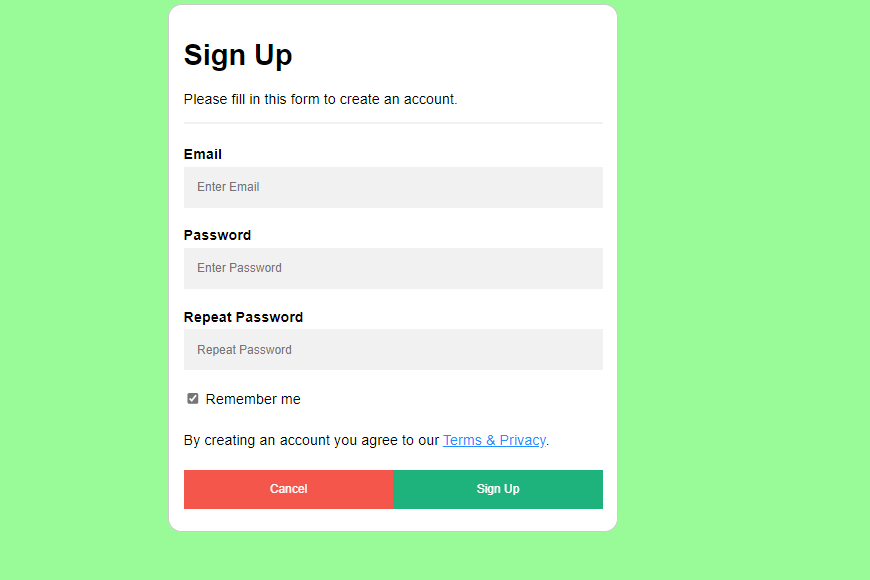 Sign Up
Please fill in this form to create an account.
Email
Enter Email
Password
Enter Password
Repeat Password
Repeat Password
Remember me
By creating an account you agree to our Terms & Privacy.
Cancel
Sign Up